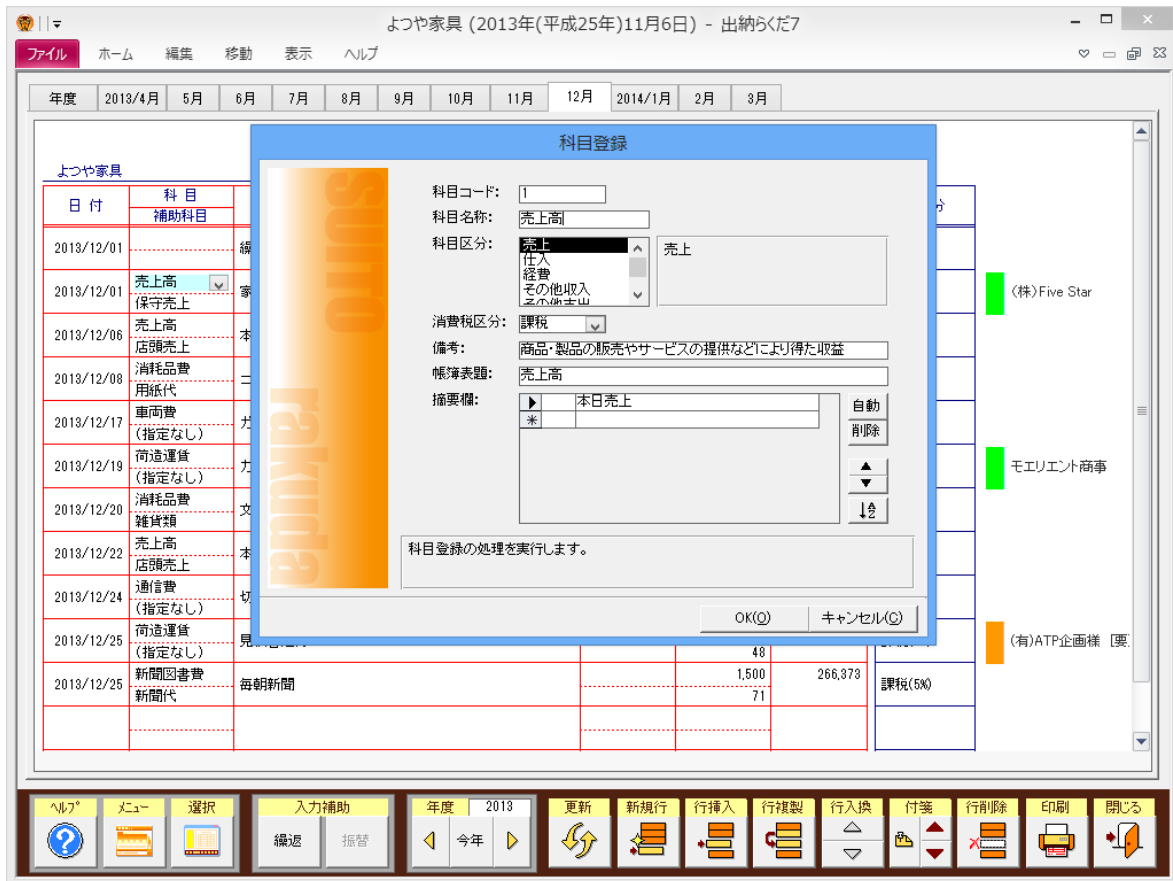 よつや家具 (2013年(平成25年)11月6日) - 出納らくだ7
ファイル ホーム 編集 移動 表示 ヘルプ
年度 2013/4月 5月 6月 7月 8月 9月 10月 11月 12月 2014/1月 2月 3月
科目登録
よつや家具
日 付 科 目
補助科目
SUITO
rakuda
科目コード: 1
科目名称: 売上高
科目区分: 売上
仕入
経費
その他収入
その他支出
売上
消費税区分: 課税
備考: 商品・製品の販売やサービスの提供などにより得た収益
帳簿表題: 売上高
摘要欄: 本日売上
自動
削除
科目登録の処理を実行します。
OK(O) キャンセル(C)
2013/12/01 繰
2013/12/01 売上高 家 (株)Five Star
保守売上
2013/12/06 売上高 本
店頭売上
2013/12/08 消耗品費 コ
用紙代
2013/12/17 車両費 ガ
(指定なし)
2013/12/19 荷造運賃 カ モエリエント商事
(指定なし)
2013/12/20 消耗品費 文
雑貨類
2013/12/22 売上高 本
店頭売上
2013/12/24 通信費 切
(指定なし)
2013/12/25 荷造運賃 (有)ATP企画様 [要
(指定なし) 48
2013/12/25 新聞図書費 毎朝新聞 1,500 266,373 課税(5%)
新聞代 71
ヘルプ メニュー 選択 入力補助 年度 2013 更新 新規行 行挿入 行複製 行入換 付箋 行削除 印刷 閉じる
繰返 振替 今年